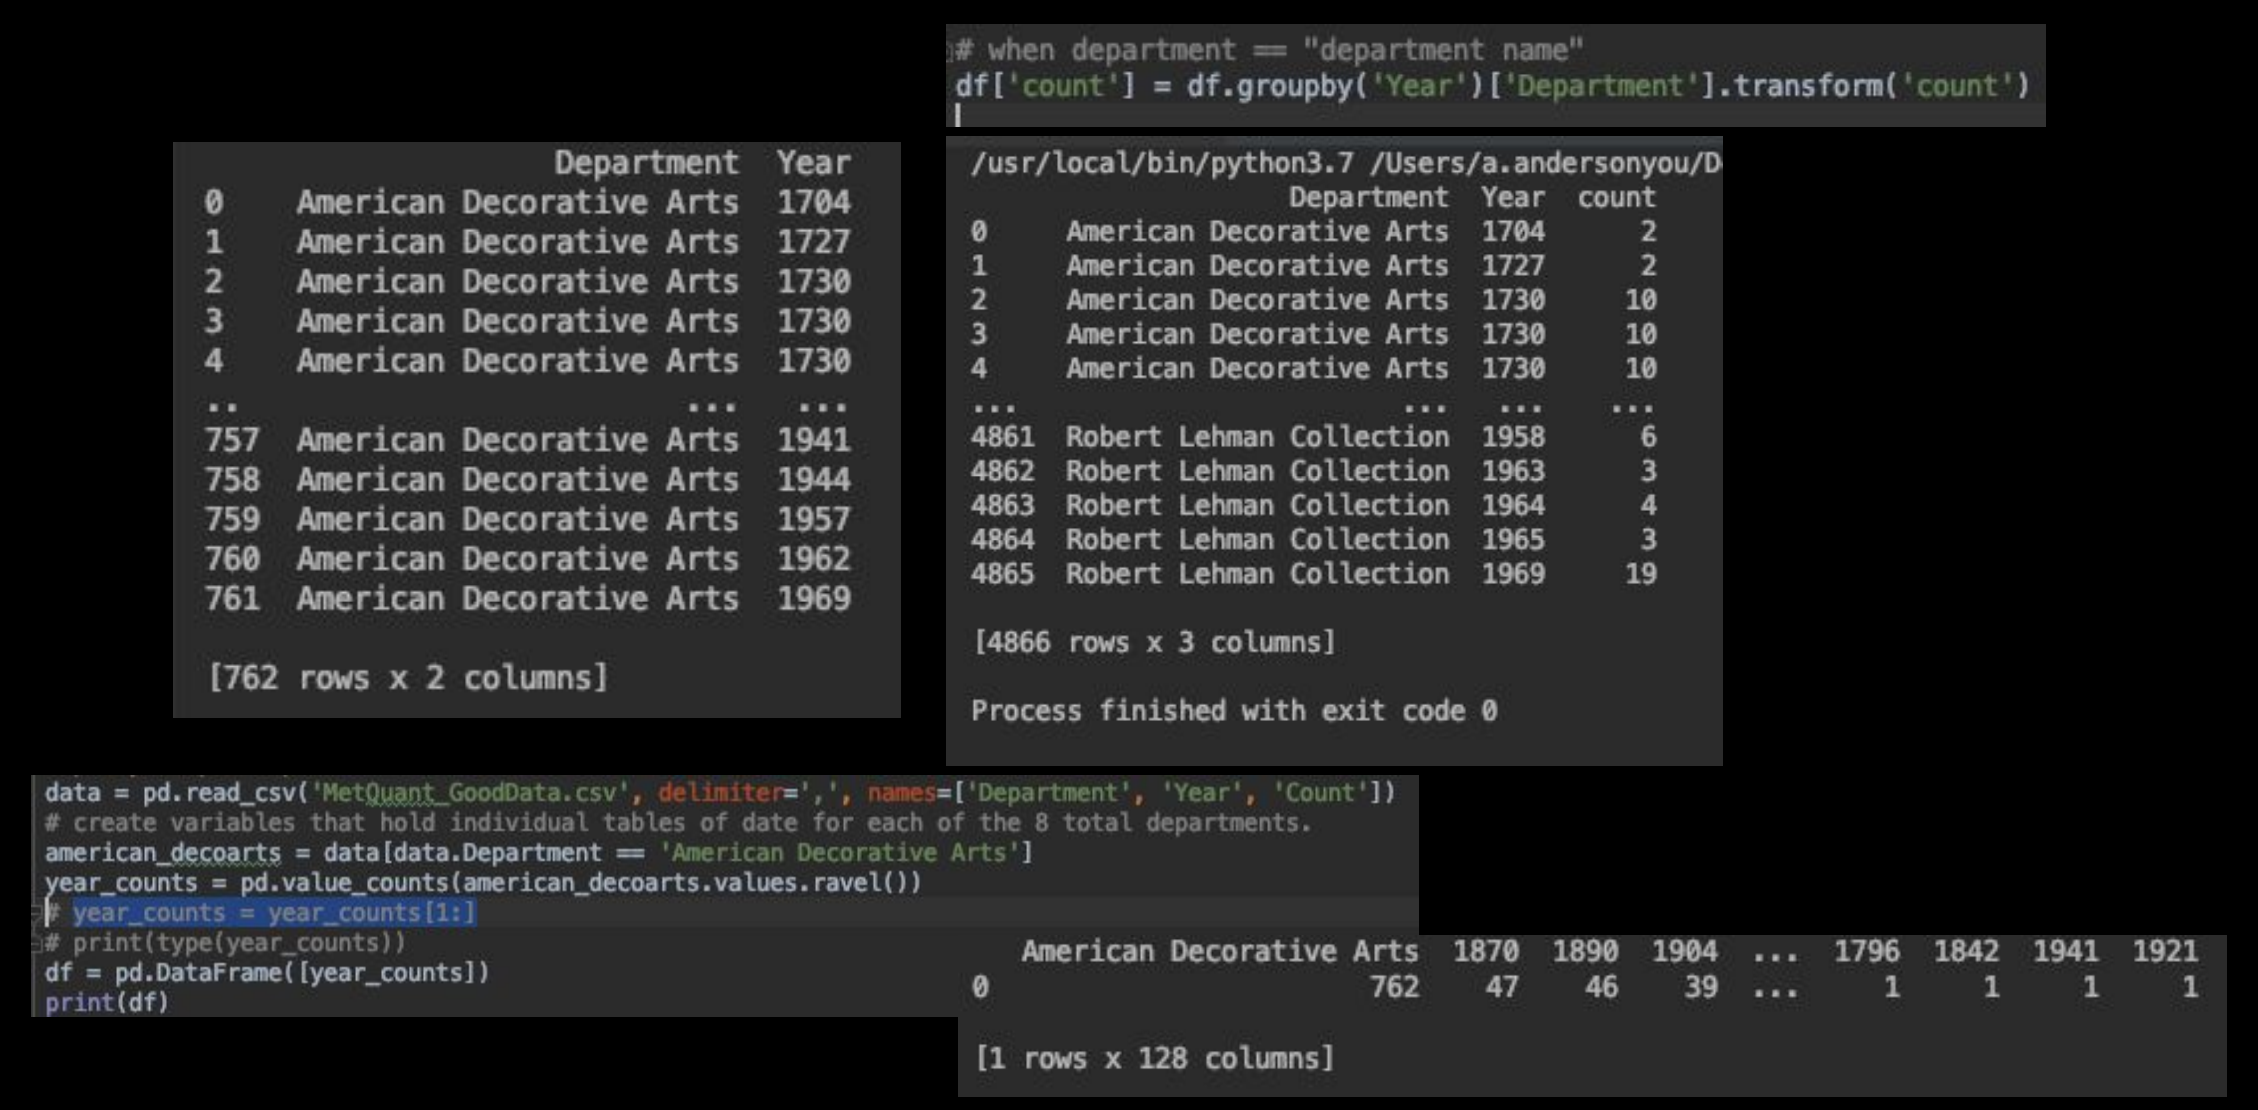 # when department == "department name"
df['count'] = df.groupby('Year')['Department'].transform('count')
Department Year
0 American Decorative Arts 1704
1 American Decorative Arts 1727
2 American Decorative Arts 1730
3 American Decorative Arts 1730
4 American Decorative Arts 1730
.. ... ...
757 American Decorative Arts 1941
758 American Decorative Arts 1944
759 American Decorative Arts 1957
760 American Decorative Arts 1962
761 American Decorative Arts 1969
[762 rows x 2 columns]
/usr/local/bin/python3.7 /Users/a.andersonyou/D
Department Year count
0 American Decorative Arts 1704 2
1 American Decorative Arts 1727 2
2 American Decorative Arts 1730 10
3 American Decorative Arts 1730 10
4 American Decorative Arts 1730 10
... ... ... ...
4861 Robert Lehman Collection 1958 6
4862 Robert Lehman Collection 1963 3
4863 Robert Lehman Collection 1964 4
4864 Robert Lehman Collection 1965 3
4865 Robert Lehman Collection 1969 19
[4866 rows x 3 columns]
Process finished with exit code 0
data = pd.read_csv('MetQuant_GoodData.csv', delimiter=',', names=['Department', 'Year', 'Count'])
# create variables that hold individual tables of date for each of the 8 total departments.
american_decoarts = data[data.Department == 'American Decorative Arts']
year_counts = pd.value_counts(american_decoarts.values.ravel())
# year_counts = year_counts[1:]
# print(type(year_counts))
df = pd.DataFrame([year_counts])
print(df)
American Decorative Arts 1870 1890 1904 ... 1796 1842 1941 1921
0 762 47 46 39 ... 1 1 1 1
[1 rows x 128 columns]